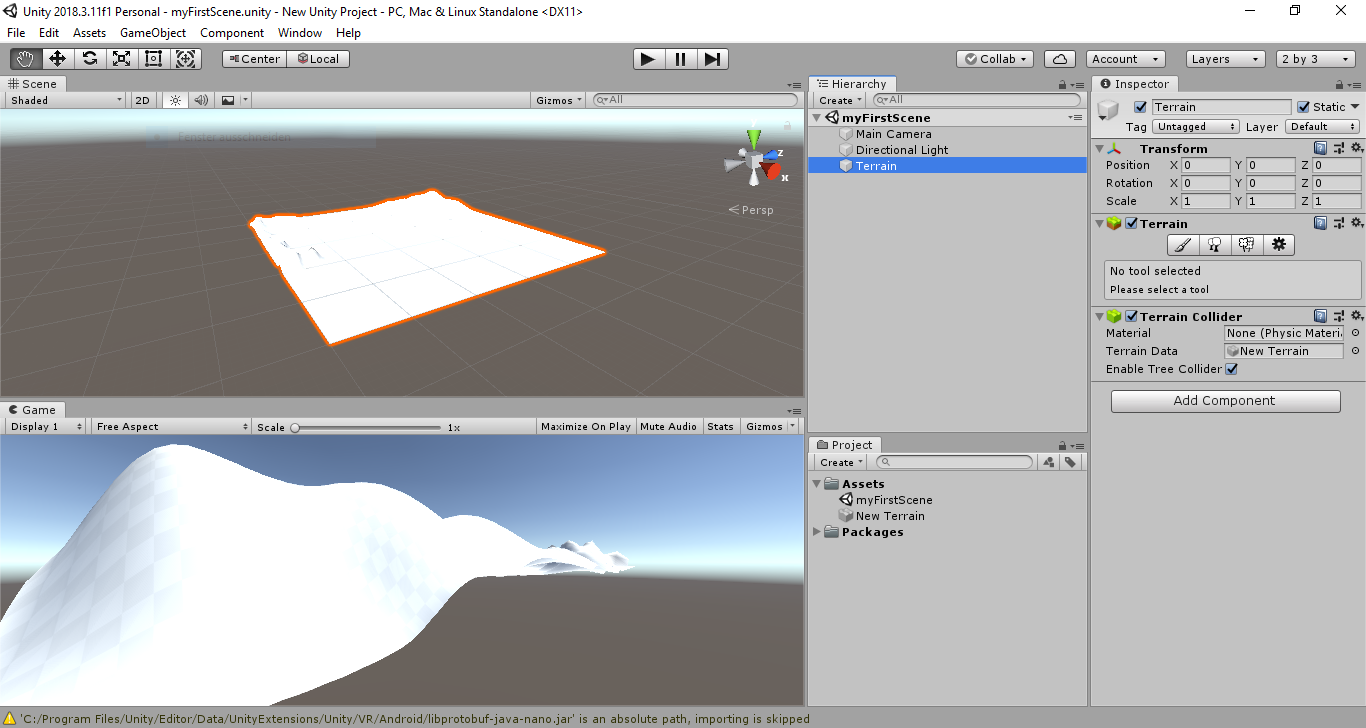 Unity 2018.3.11f1 Personal - myFirstScene.unity - New Unity Project - PC, Mac & Linux Standalone <DX11>
File Edit Assets GameObject Component Window Help
Center Local Collab Account Layers 2 by 3
Scene
Shaded 2D Gizmos All
Fenster ausschneiden
y
z
x
Persp
Game
Display 1 Free Aspect Scale 1x Maximize On Play Mute Audio Stats Gizmos
Hierarchy
Create All
myFirstScene
Main Camera
Directional Light
Terrain
Project
Create
Assets
myFirstScene
New Terrain
Packages
Inspector
Terrain Static
Tag Untagged Layer Default
Transform
Position X 0 Y 0 Z 0
Rotation X 0 Y 0 Z 0
Scale X 1 Y 1 Z 1
Terrain
No tool selected
Please select a tool
Terrain Collider
Material None (Physic Materi
Terrain Data New Terrain
Enable Tree Collider
Add Component
'C:/Program Files/Unity/Editor/Data/UnityExtensions/Unity/VR/Android/libprotobuf-java-nano.jar' is an absolute path, importing is skipped